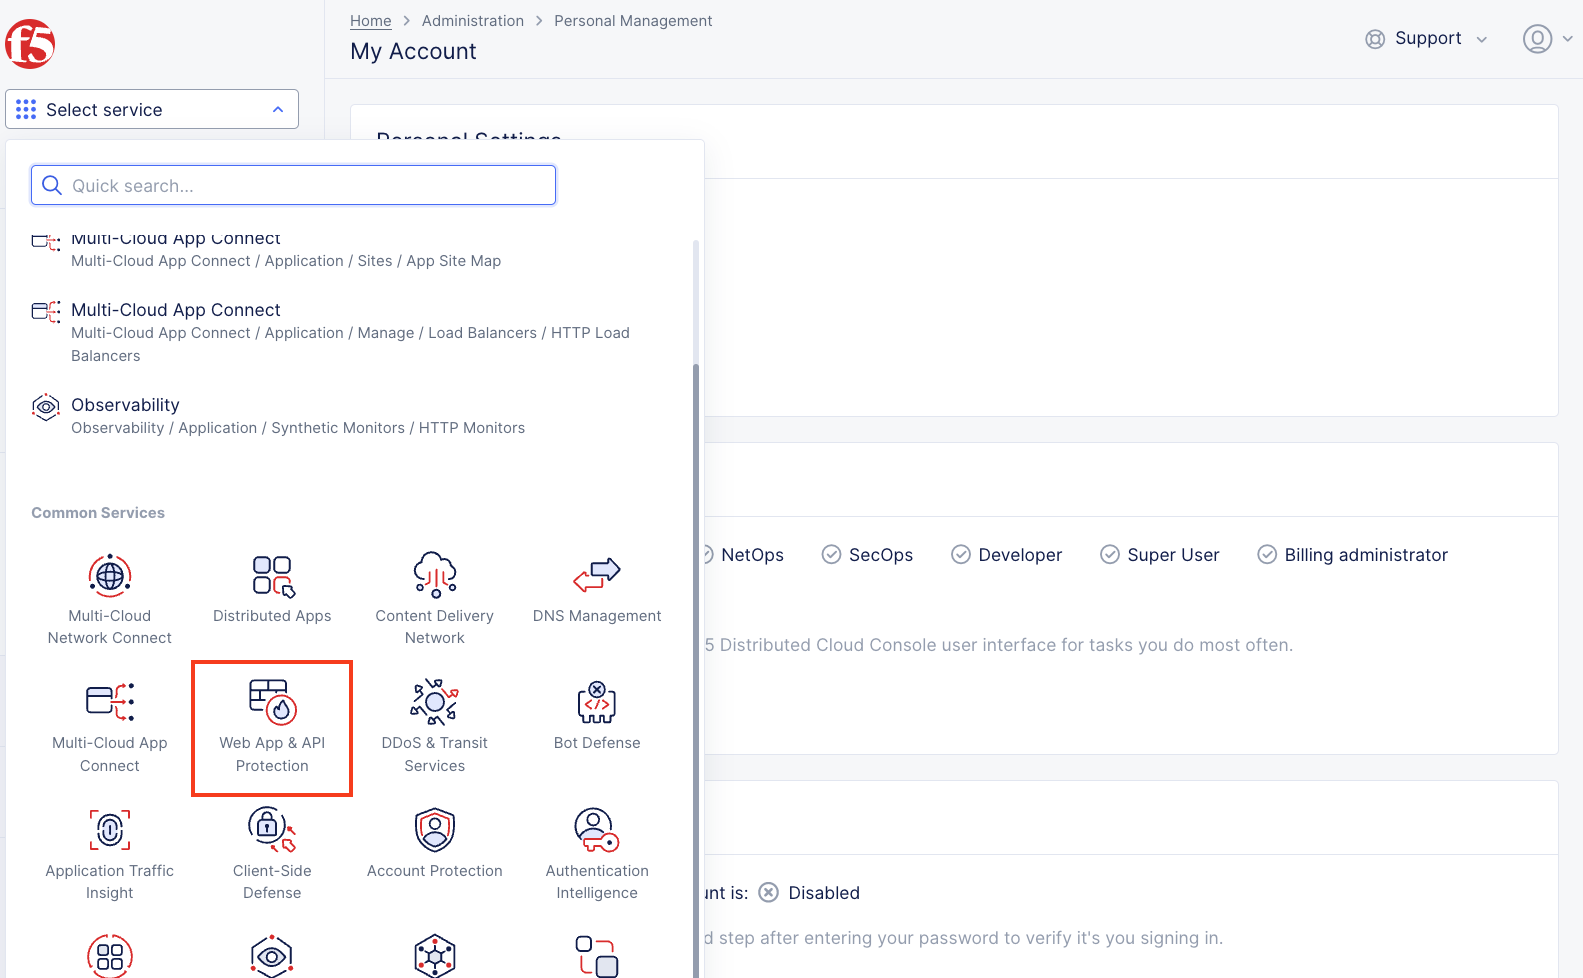 f5
Home > Administration > Personal Management
My Account
Support
Select service
Personal Settings
Quick search...
Multi-Cloud App Connect
Multi-Cloud App Connect / Application / Sites / App Site Map
Multi-Cloud App Connect
Multi-Cloud App Connect / Application / Manage / Load Balancers / HTTP Load
Balancers
Observability
Observability / Application / Synthetic Monitors / HTTP Monitors
Common Services
Multi-Cloud
Network Connect
Distributed Apps
Content Delivery
Network
DNS Management
Multi-Cloud App
Connect
Web App & API
Protection
DDoS & Transit
Services
Bot Defense
Application Traffic
Insight
Client-Side
Defense
Account Protection
Authentication
Intelligence
NetOps
SecOps
Developer
Super User
Billing administrator
5 Distributed Cloud Console user interface for tasks you do most often.
unt is: Disabled
d step after entering your password to verify it's you signing in.